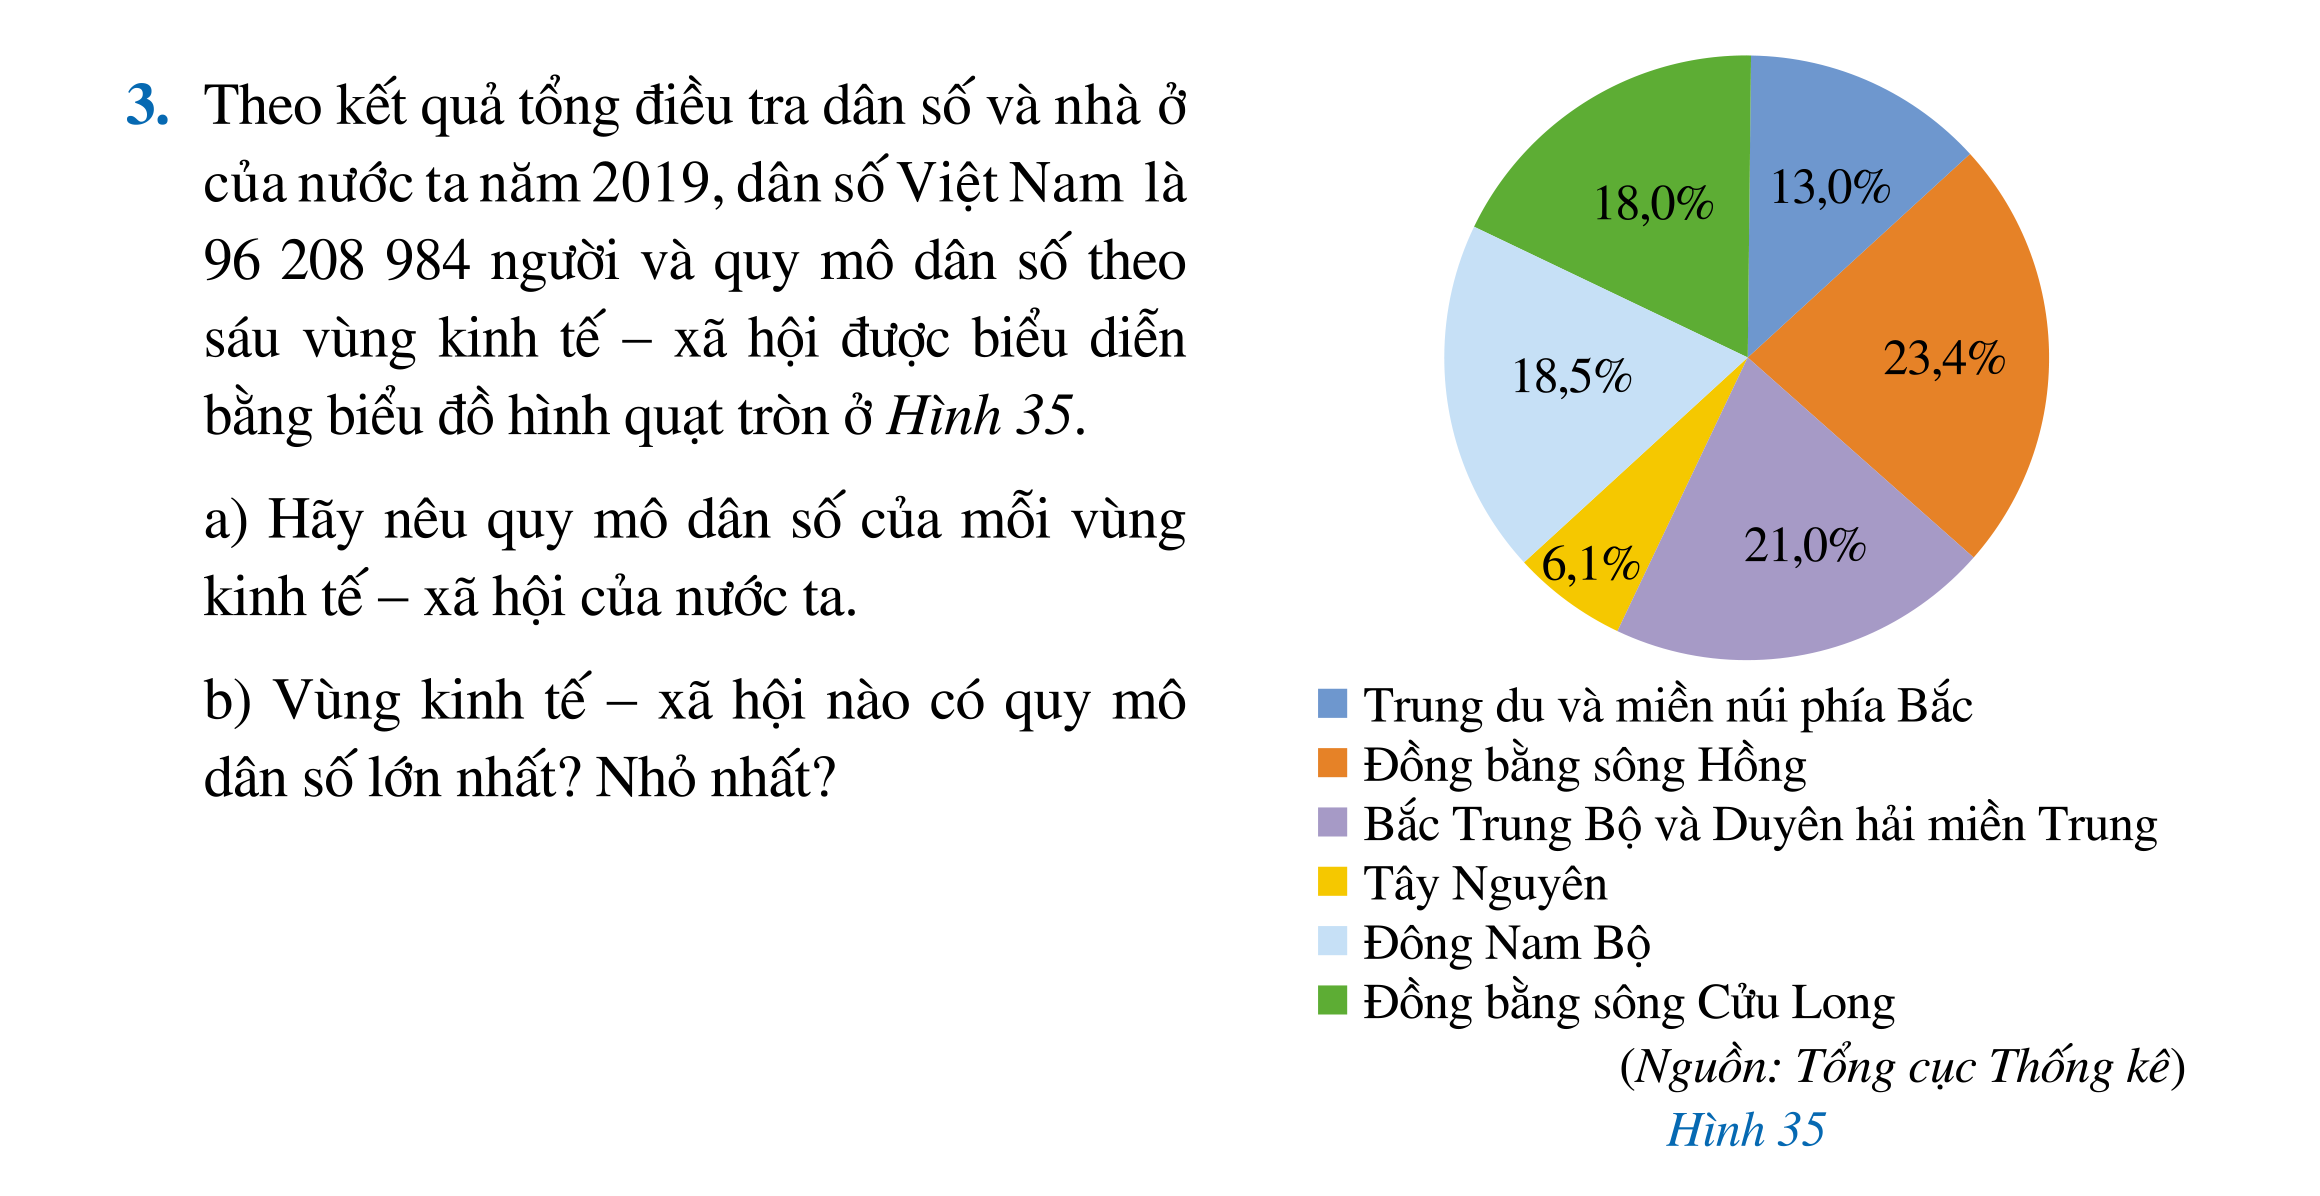 3. Theo kết quả tổng điều tra dân số và nhà ở
của nước ta năm 2019, dân số Việt Nam là
96 208 984 người và quy mô dân số theo
sáu vùng kinh tế – xã hội được biểu diễn
bằng biểu đồ hình quạt tròn ở Hình 35.
a) Hãy nêu quy mô dân số của mỗi vùng
kinh tế – xã hội của nước ta.
b) Vùng kinh tế – xã hội nào có quy mô
dân số lớn nhất? Nhỏ nhất?
18,0%
13,0%
23,4%
18,5%
21,0%
6,1%
Trung du và miền núi phía Bắc
Đồng bằng sông Hồng
Bắc Trung Bộ và Duyên hải miền Trung
Tây Nguyên
Đông Nam Bộ
Đồng bằng sông Cửu Long
(Nguồn: Tổng cục Thống kê)
Hình 35